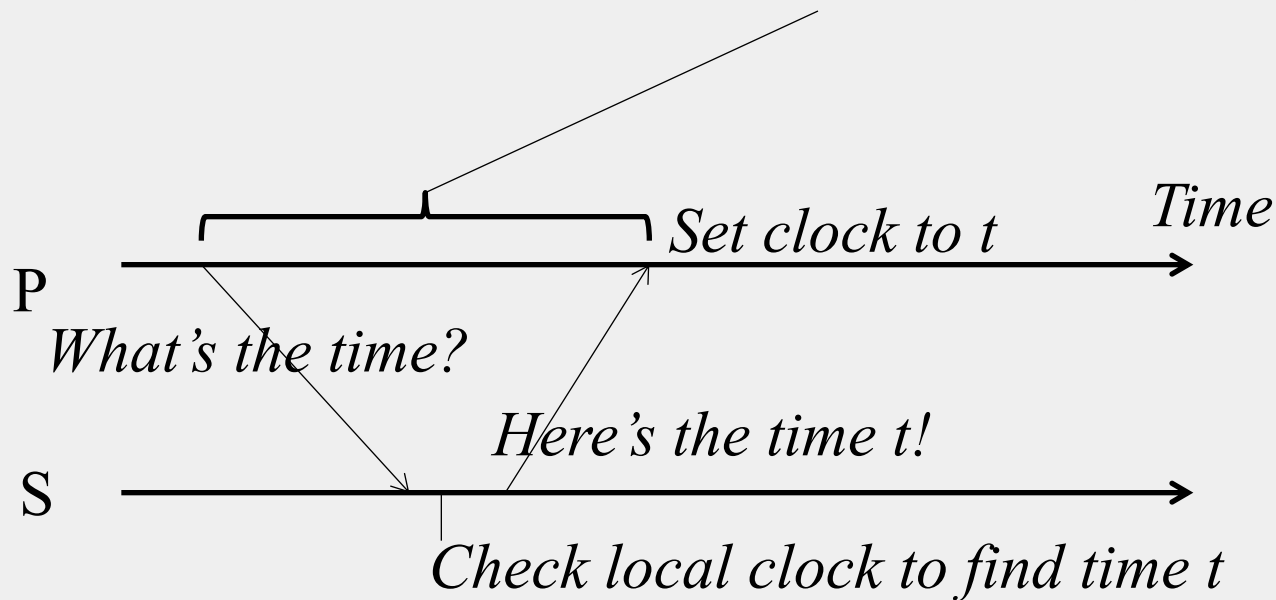 Time
Set clock to t
P
What’s the time?
Here’s the time t!
S
Check local clock to find time t